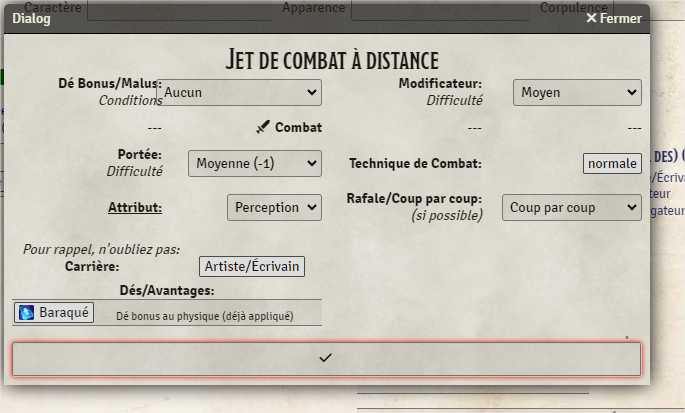 Caractère Apparence Corpulence
Dialog Fermer
Jet de combat à distance
Dé Bonus/Malus: Aucun Modificateur: Moyen
Conditions Difficulté
--- Combat --- ---
Portée: Moyenne (-1) Technique de Combat: normale
Difficulté
Attribut: Perception Rafale/Coup par coup: Coup par coup
(si possible)
Pour rappel, n'oubliez pas:
Carrière: Artiste/Écrivain
Dés/Avantages:
Baraqué Dé bonus au physique (déjà appliqué)